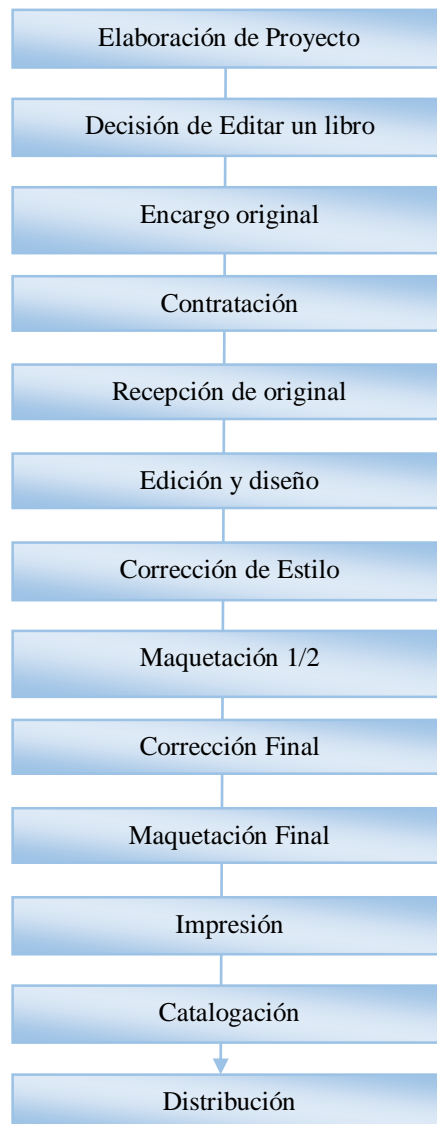 Elaboración de Proyecto
Decisión de Editar un libro
Encargo original
Contratación
Recepción de original
Edición y diseño
Corrección de Estilo
Maquetación 1/2
Corrección Final
Maquetación Final
Impresión
Catalogación
Distribución